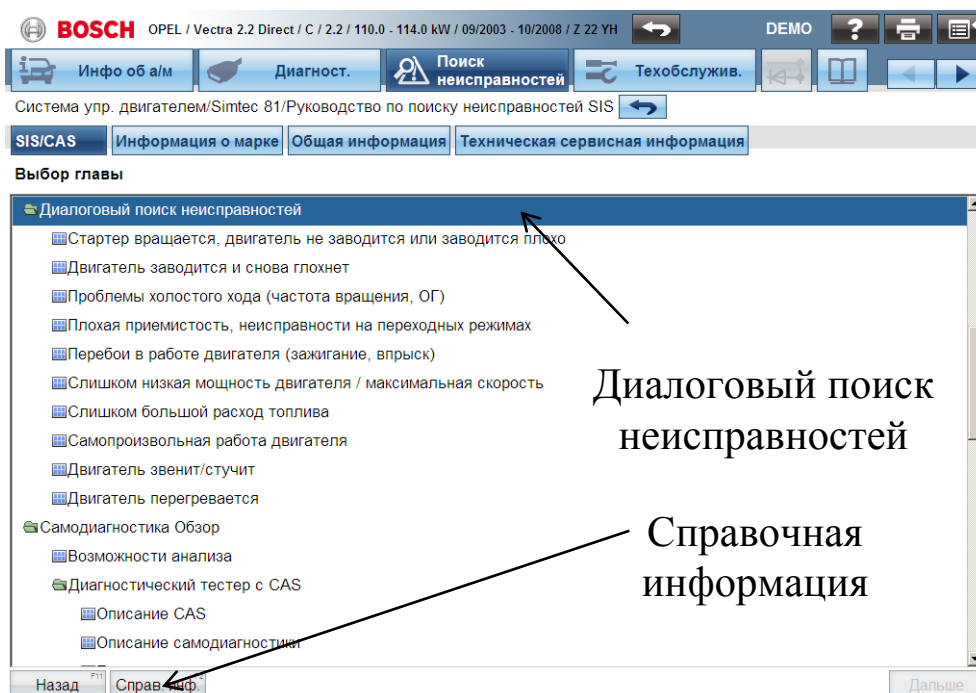 BOSCH OPEL / Vectra 2.2 Direct / C / 2.2 / 110.0 - 114.0 kW / 09/2003 - 10/2008 / Z 22 YH DEMO ?
Инфо об а/м Диагност. Поиск неисправностей Техобслужив.
Система упр. двигателем/Simtec 81/Руководство по поиску неисправностей SIS
SIS/CAS Информация о марке Общая информация Техническая сервисная информация
Выбор главы
Диалоговый поиск неисправностей
Стартер вращается, двигатель не заводится или заводится плохо
Двигатель заводится и снова глохнет
Проблемы холостого хода (частота вращения, ОГ)
Плохая приемистость, неисправности на переходных режимах
Перебои в работе двигателя (зажигание, впрыск)
Слишком низкая мощность двигателя / максимальная скорость
Слишком большой расход топлива
Самопроизвольная работа двигателя
Двигатель звенит/стучит
Двигатель перегревается
Самодиагностика Обзор
Возможности анализа
Диагностический тестер с CAS
Описание CAS
Описание самодиагностики
Диалоговый поиск
неисправностей
Справочная
информация
Назад F11 Справ. инф. Дальше